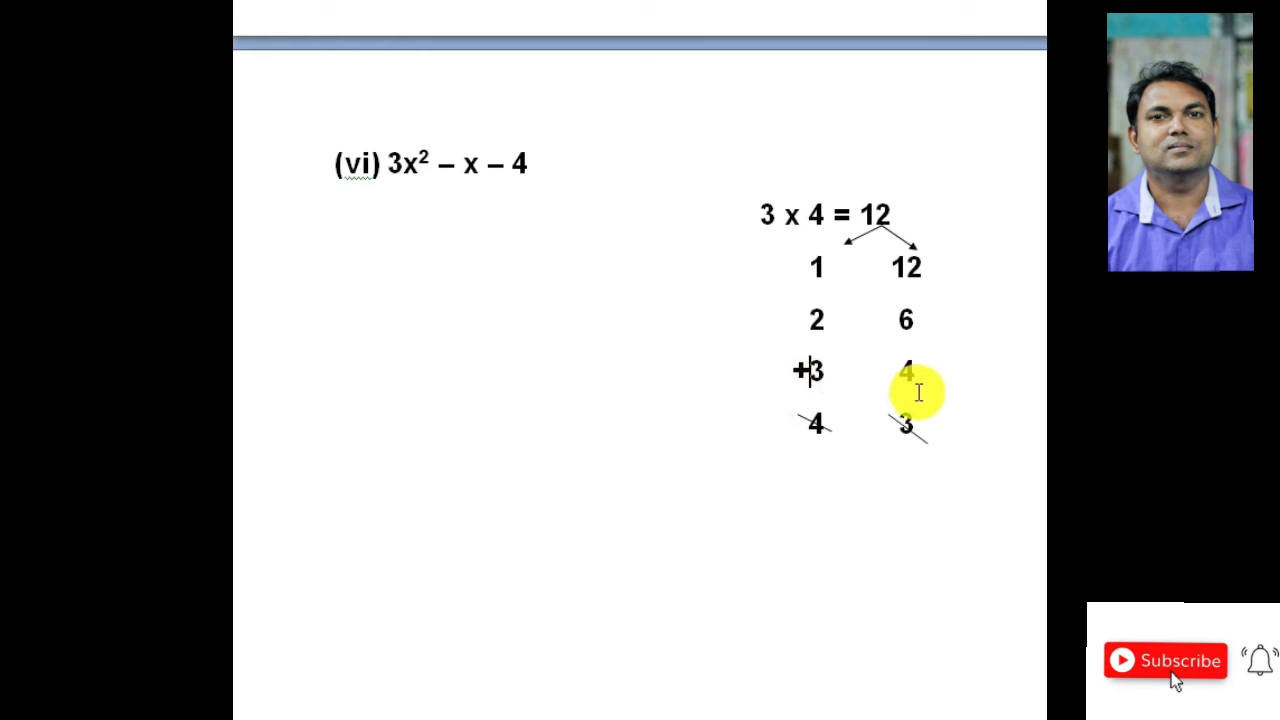 (vi) 3x² – x – 4
3 x 4 = 12
1 12
2 6
+3 4
4 3
Subscribe